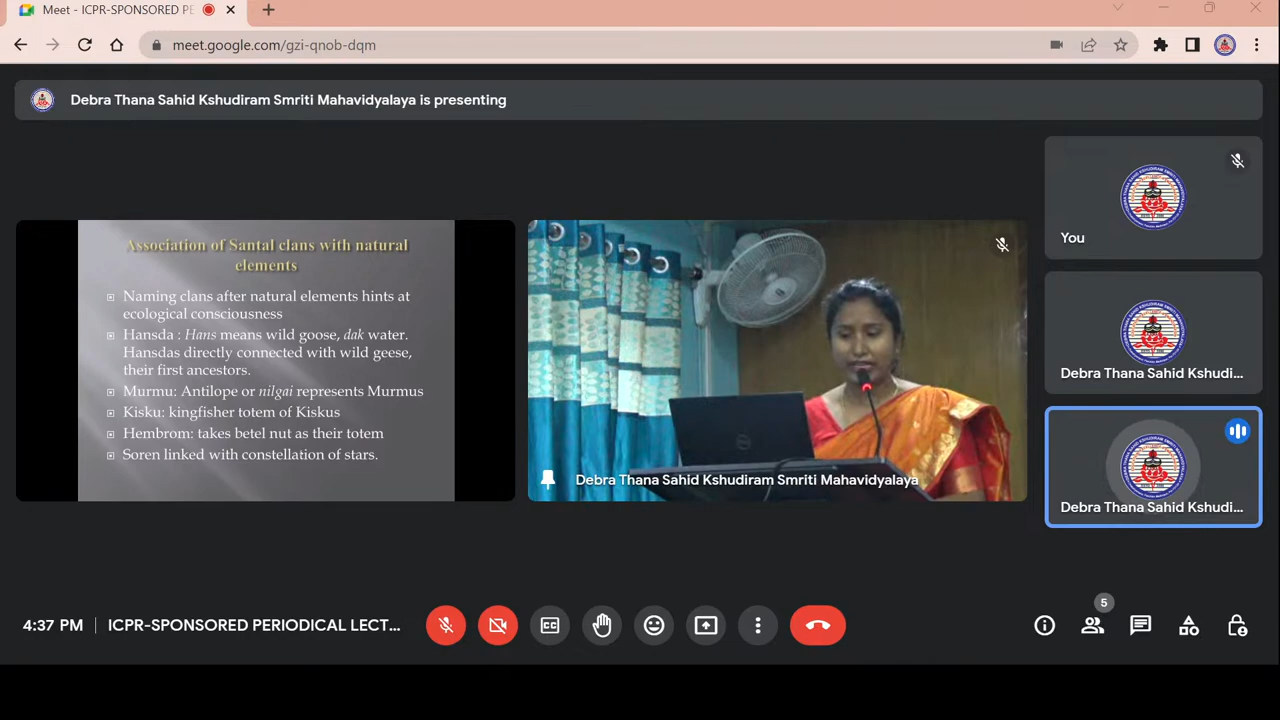 Meet - ICPR-SPONSORED PE
meet.google.com/gzi-qnob-dqm
Debra Thana Sahid Kshudiram Smriti Mahavidyalaya is presenting
Association of Santal clans with natural
elements
Naming clans after natural elements hints at
ecological consciousness
Hansda : Hans means wild goose, dak water.
Hansdas directly connected with wild geese,
their first ancestors.
Murmu: Antilope or nilgai represents Murmus
Kisku: kingfisher totem of Kiskus
Hembrom: takes betel nut as their totem
Soren linked with constellation of stars.
Debra Thana Sahid Kshudiram Smriti Mahavidyalaya
You
Debra Thana Sahid Kshudi...
Debra Thana Sahid Kshudi...
4:37 PM | ICPR-SPONSORED PERIODICAL LECT...
CC
5